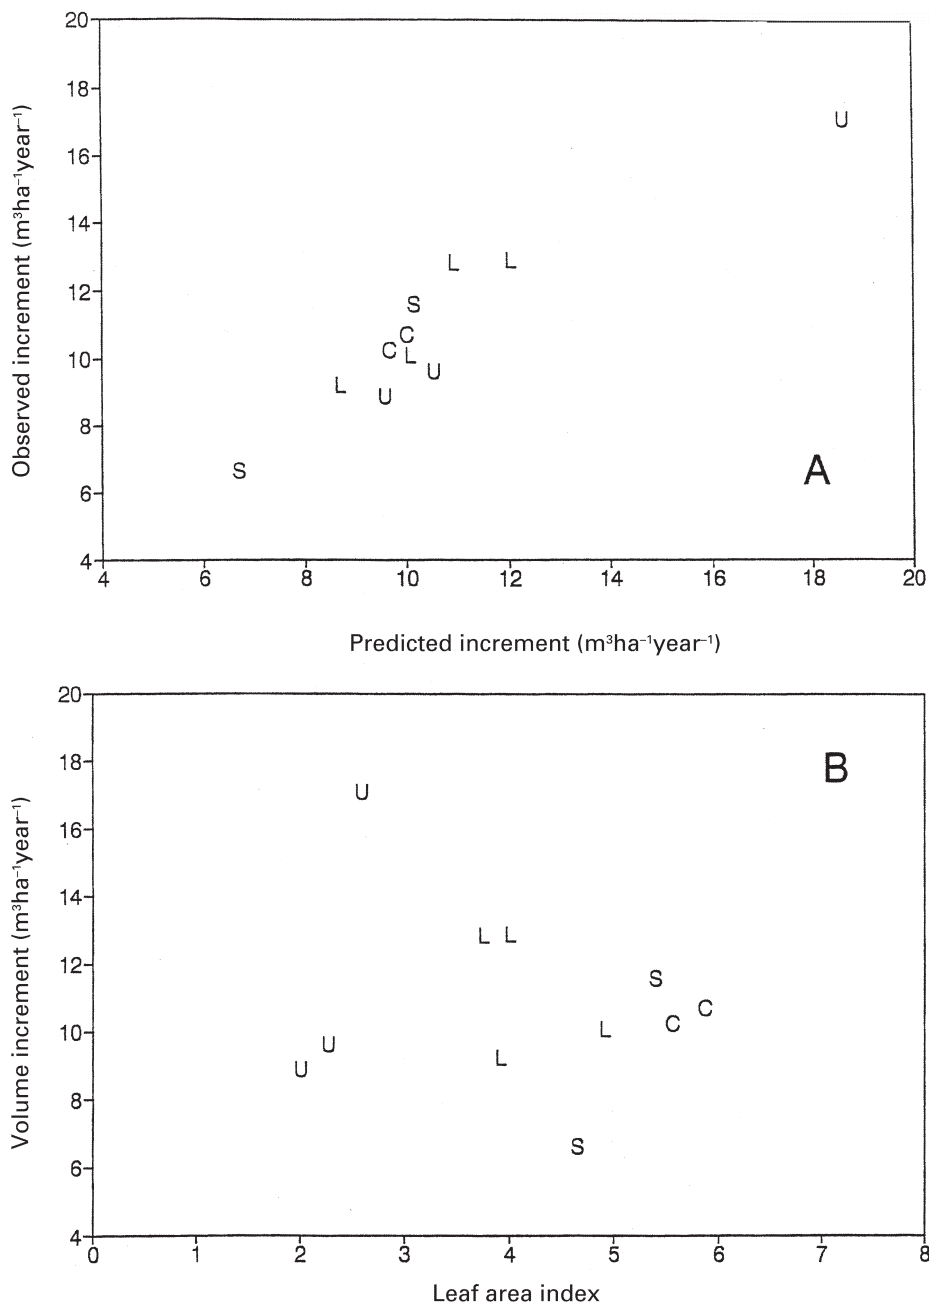 20
18
16
14
12
10
8
6
4
Observed increment (m³ha⁻¹year⁻¹)
U
L L
S
C
C
L
U
L
U
S
A
4 6 8 10 12 14 16 18 20
Predicted increment (m³ha⁻¹year⁻¹)
20
18
16
14
12
10
8
6
4
Volume increment (m³ha⁻¹year⁻¹)
B
U
L L
S
C
C
L
U
L
U
S
0 1 2 3 4 5 6 7 8
Leaf area index